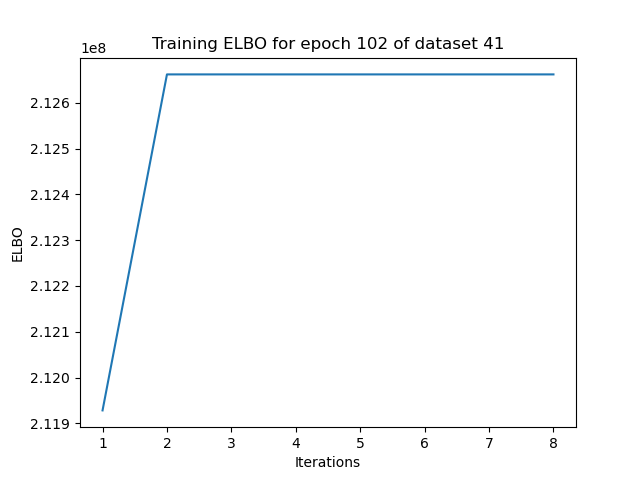 Training ELBO for epoch 102 of dataset 41
1e8
2.126
2.125
2.124
2.123
2.122
2.121
2.120
2.119
ELBO
1 2 3 4 5 6 7 8
Iterations